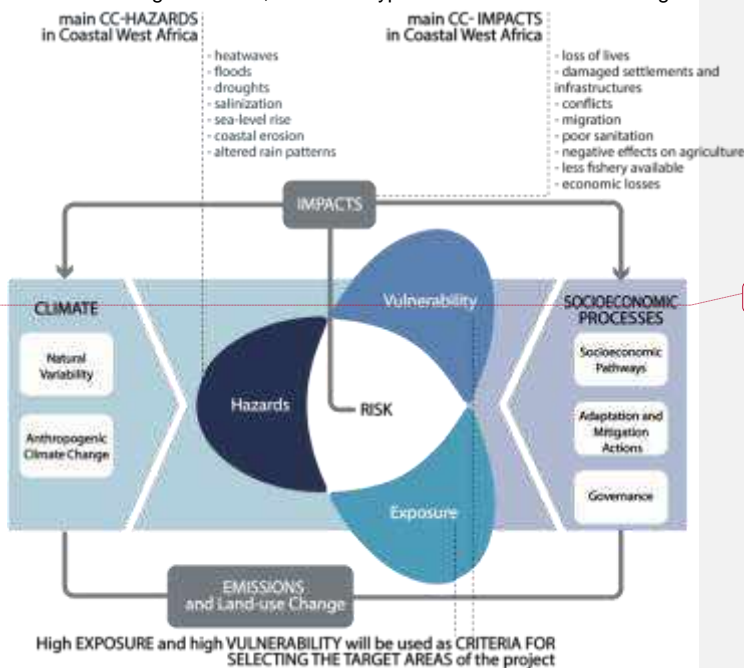 main CC-HAZARDS
in Coastal West Africa
- heatwaves
- floods
- droughts
- salinization
- sea-level rise
- coastal erosion
- altered rain patterns
main CC- IMPACTS
in Coastal West Africa
- loss of lives
- damaged settlements and
infrastructures
- conflicts
- migration
- poor sanitation
- negative effects on agriculture
- less fishery available
- economic losses
IMPACTS
CLIMATE
Natural
Variability
Anthropogenic
Climate Change
Hazards
Vulnerability
RISK
Exposure
SOCIOECONOMIC
PROCESSES
Socioeconomic
Pathways
Adaptation and
Mitigation
Actions
Governance
EMISSIONS
and Land-use Change
High EXPOSURE and high VULNERABILITY will be used as CRITERIA FOR
SELECTING THE TARGET AREAS of the project